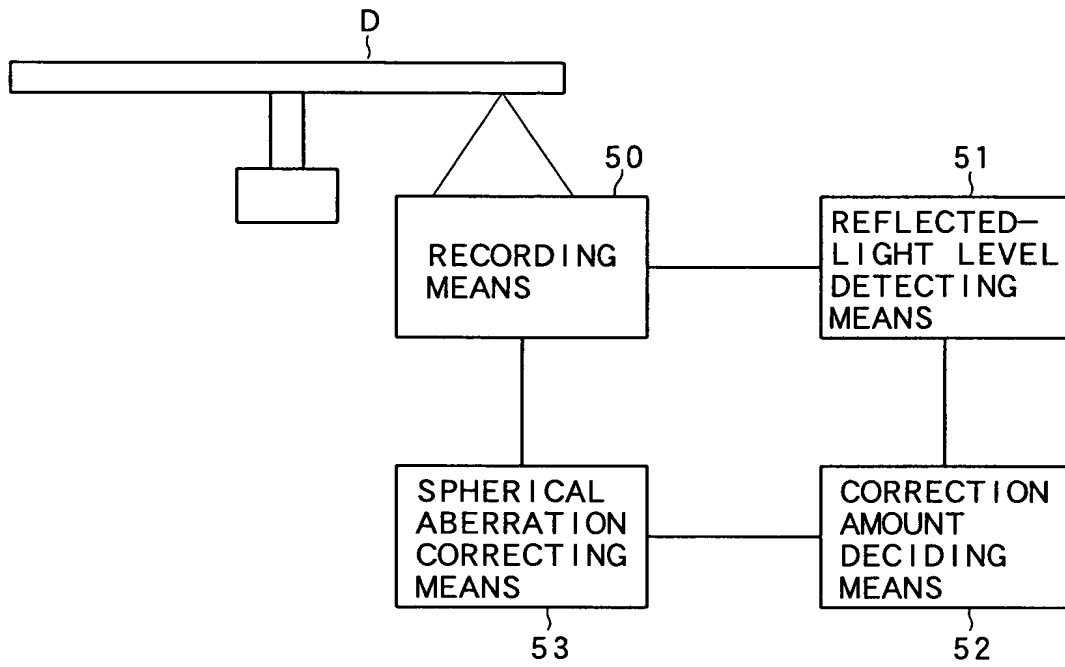 D
50
RECORDING
MEANS
51
REFLECTED-
LIGHT LEVEL
DETECTING
MEANS
SPHERICAL
ABERRATION
CORRECTING
MEANS
53
CORRECTION
AMOUNT
DECIDING
MEANS
52